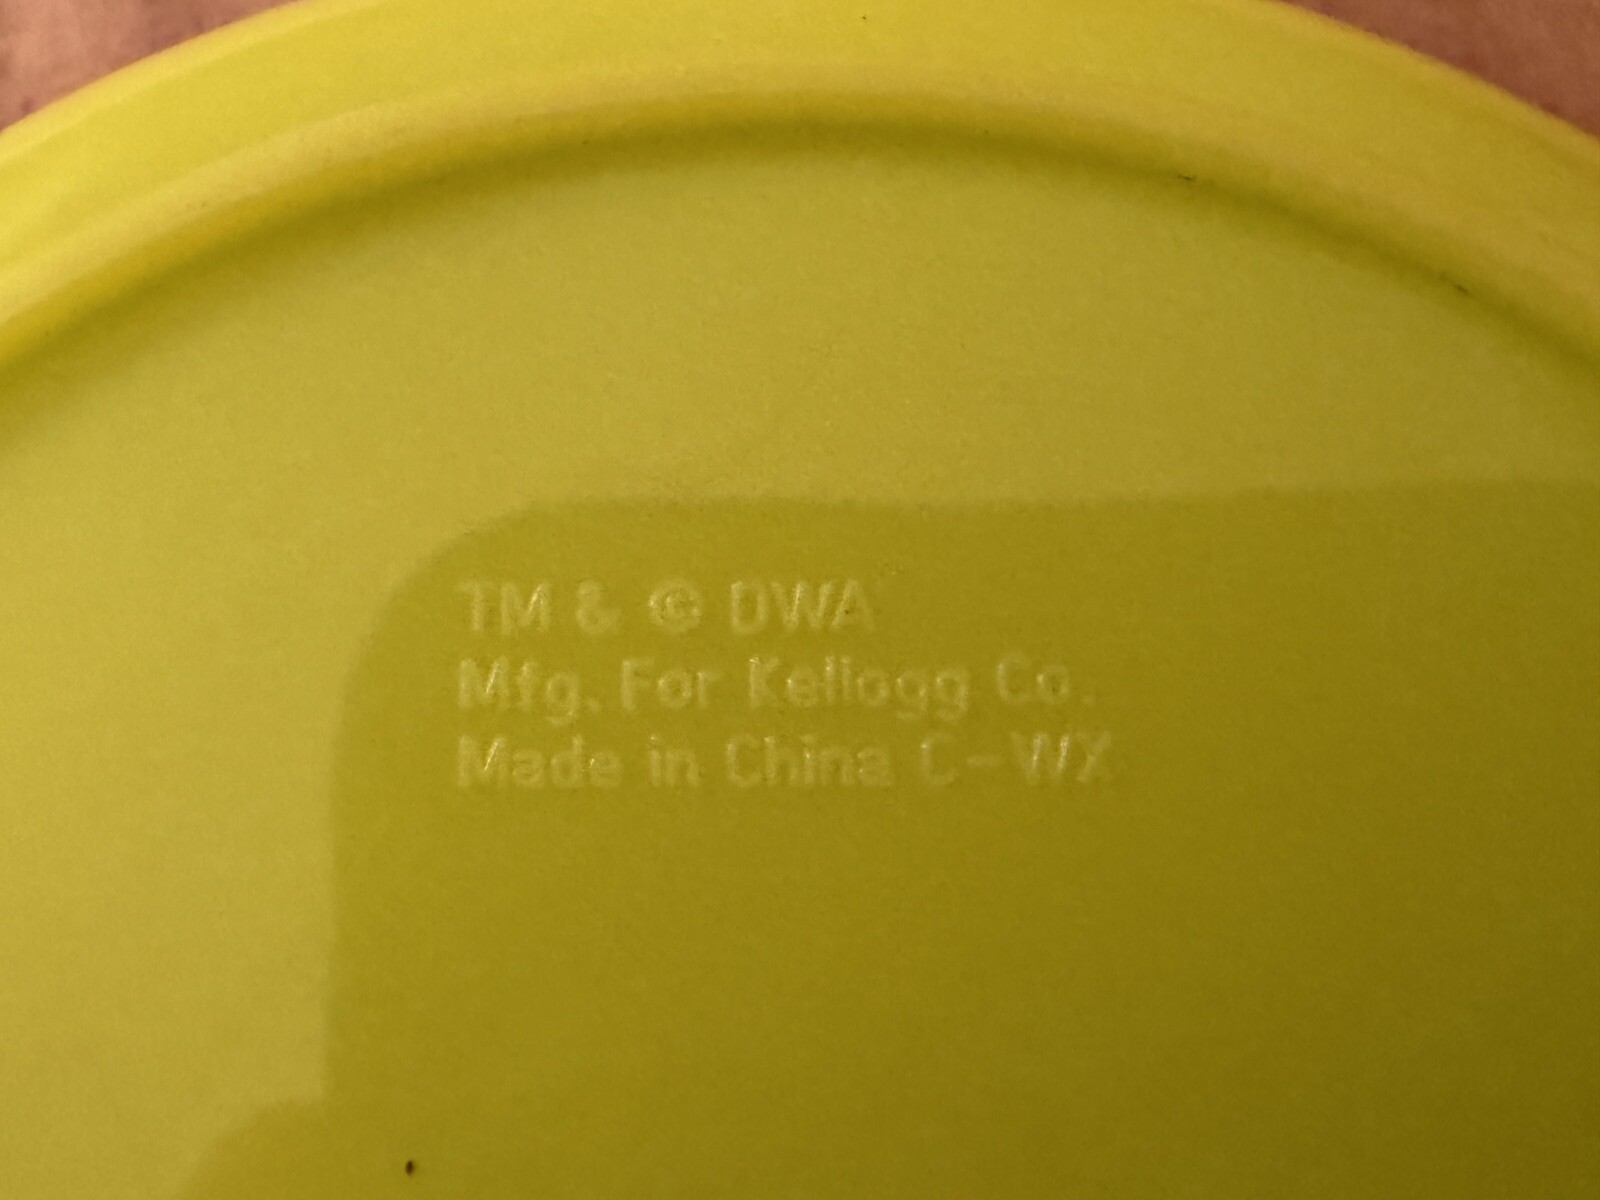 TM & © DWA
Mfg. For Kellogg Co.
Made in China C-WX